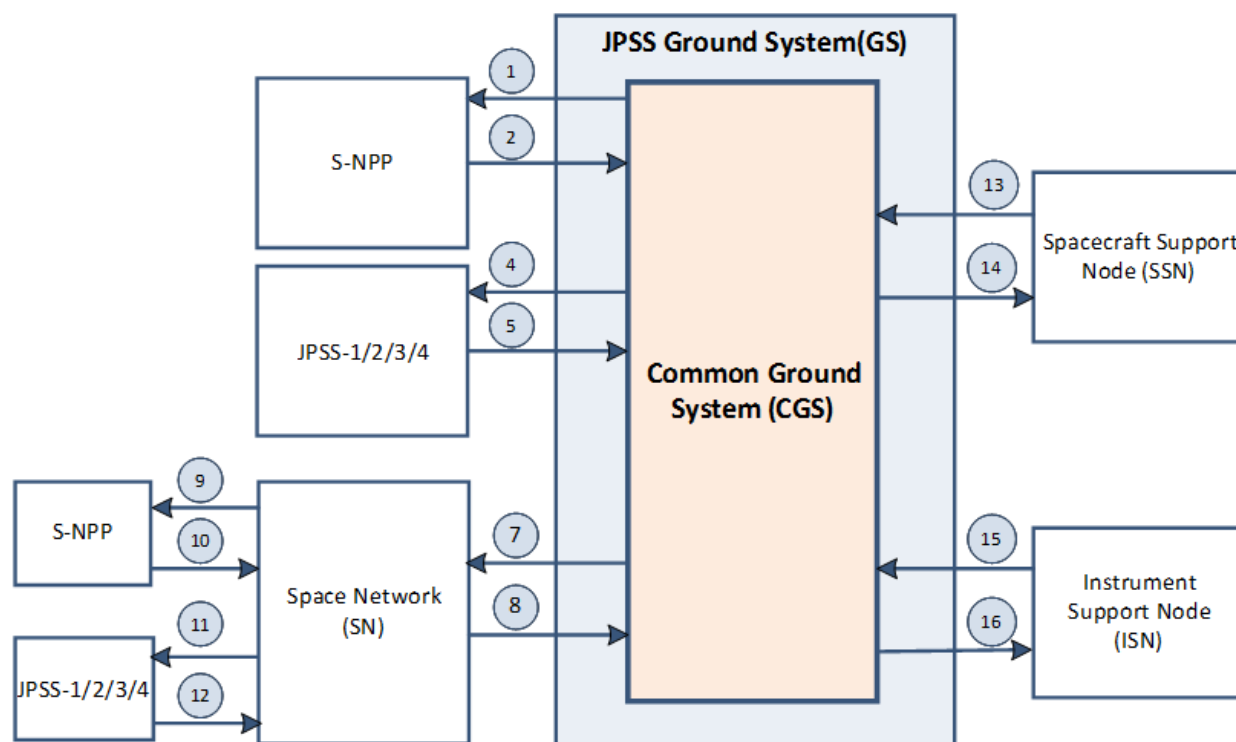 JPSS Ground System(GS)
1
S-NPP
2
13
Spacecraft Support
Node (SSN)
14
4
JPSS-1/2/3/4
5
Common Ground
System (CGS)
9
S-NPP
10
Space Network
(SN)
7
8
11
JPSS-1/2/3/4
12
15
Instrument
Support Node
(ISN)
16